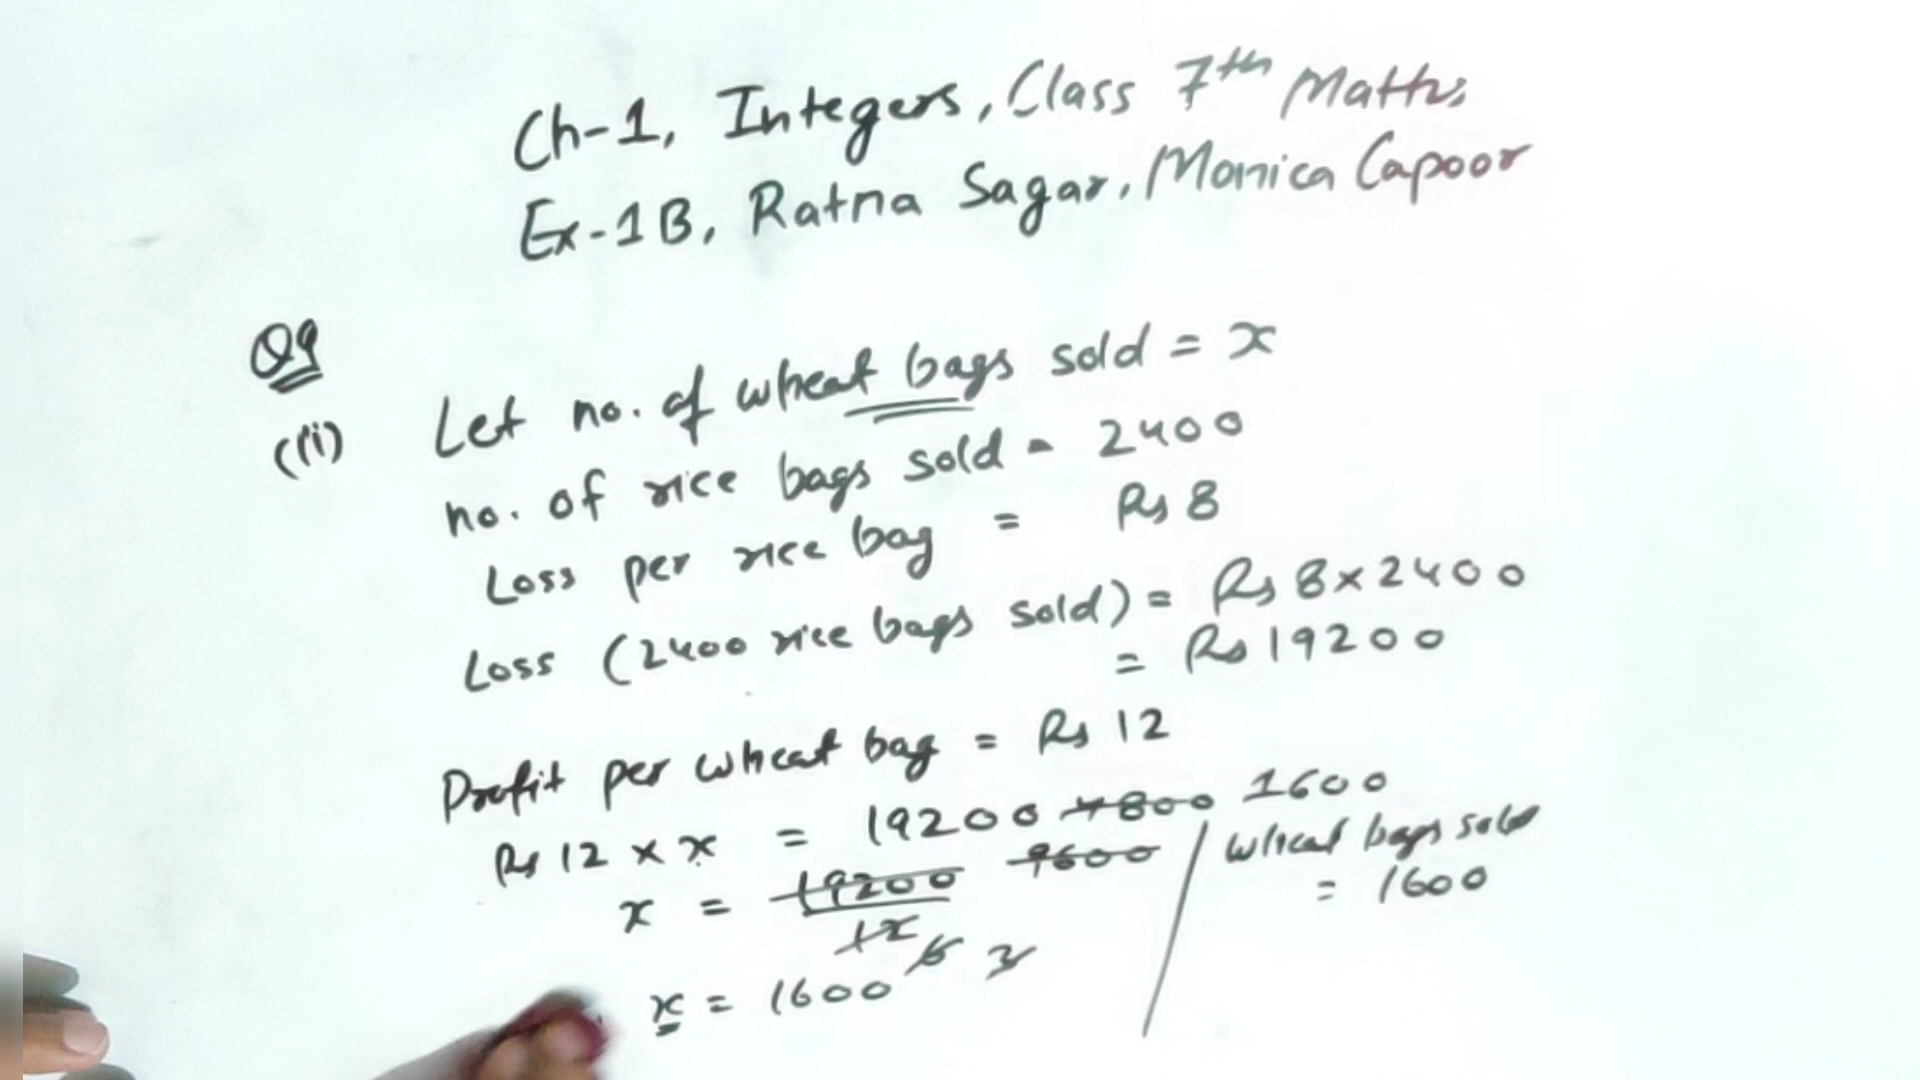 Ch-1, Integers, Class 7th Maths
Ex-1B, Ratna Sagar, Monica Capoor
Q9
(ii) Let no. of wheat bags sold = x
no. of rice bags sold = 2400
Loss per rice bag = Rs 8
Loss (2400 rice bags sold) = Rs 8 x 2400
= Rs 19200
Profit per wheat bag = Rs 12
Rs 12 x x = 19200 4800 1600
x = 19200 9600
12 6 3
x = 1600
wheat bags sold
= 1600